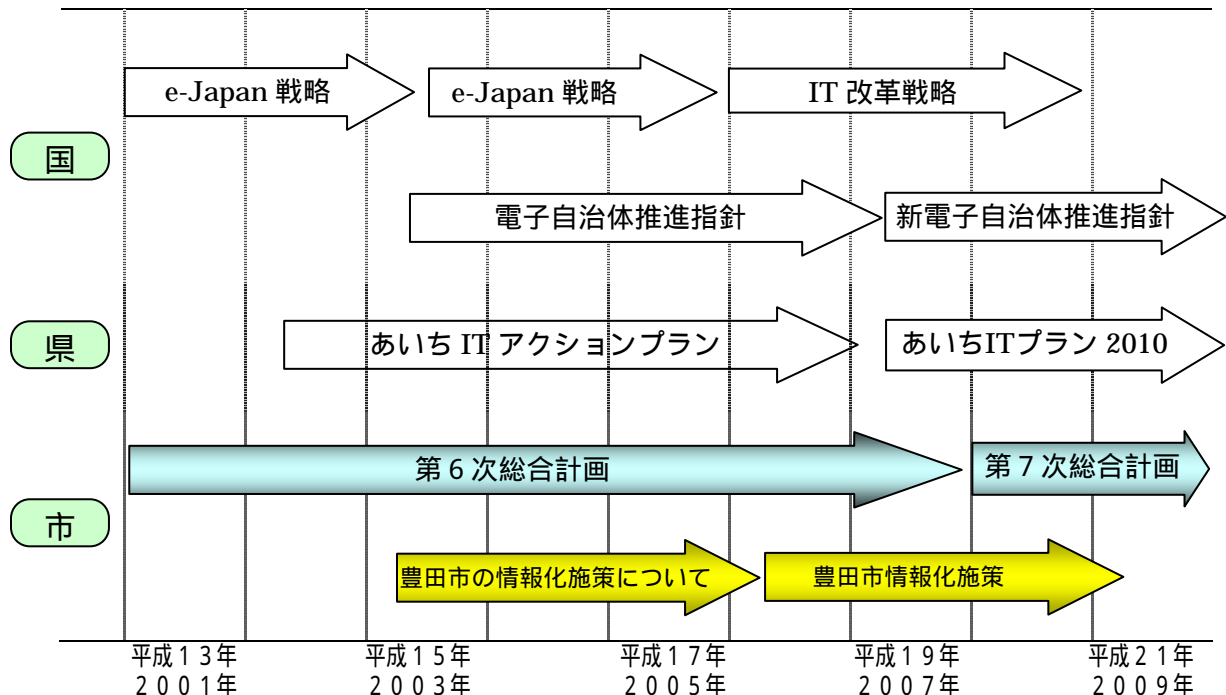 e-Japan 戦略
e-Japan 戦略
IT 改革戦略
国
電子自治体推進指針
新電子自治体推進指針
県
あいち IT アクションプラン
あいちITプラン 2010
第６次総合計画
第７次総合計画
市
豊田市の情報化施策について
豊田市情報化施策
平成１３年 平成１５年 平成１７年 平成１９年 平成２１年
２００１年 ２００３年 ２００５年 ２００７年 ２００９年